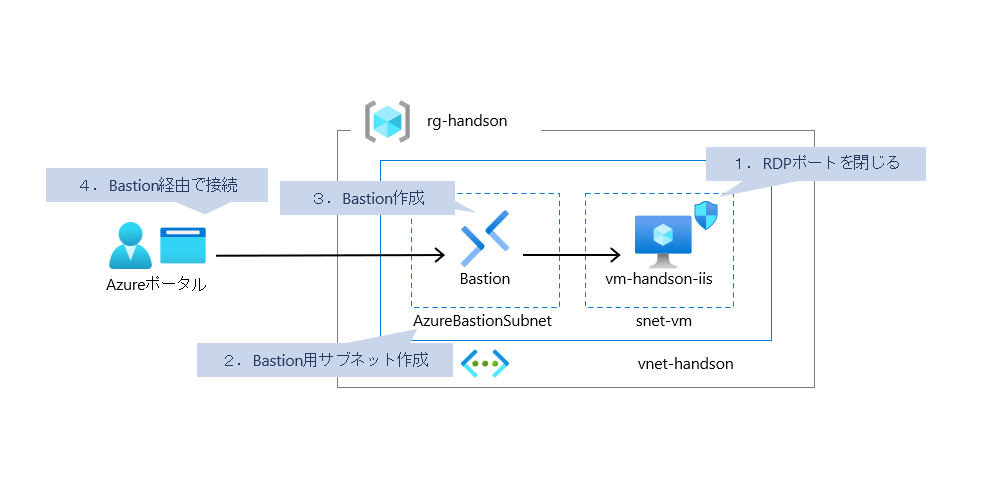 rg-handson
1．RDPポートを閉じる
4．Bastion経由で接続
3．Bastion作成
Azureポータル
Bastion
vm-handson-iis
AzureBastionSubnet
snet-vm
2．Bastion用サブネット作成
vnet-handson